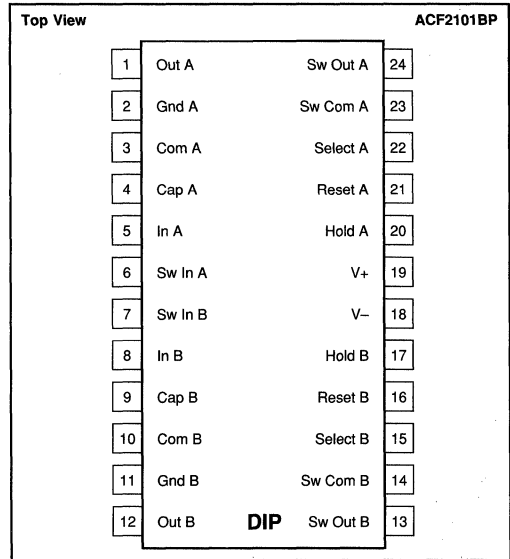 Top View ACF2101BP
1 Out A Sw Out A 24
2 Gnd A Sw Com A 23
3 Com A Select A 22
4 Cap A Reset A 21
5 In A Hold A 20
6 Sw In A V+ 19
7 Sw In B V– 18
8 In B Hold B 17
9 Cap B Reset B 16
10 Com B Select B 15
11 Gnd B Sw Com B 14
12 Out B DIP Sw Out B 13